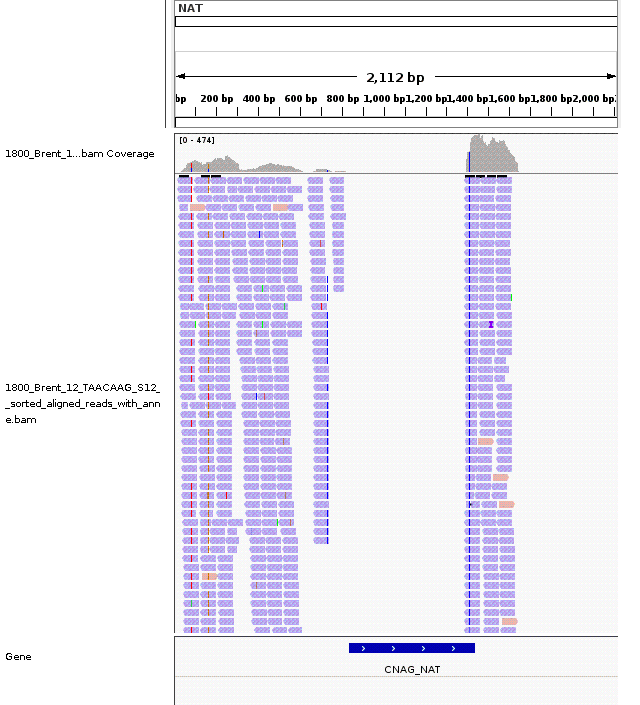 NAT
2,112 bp
bp 200 bp 400 bp 600 bp 800 bp 1,000 bp 1,200 bp 1,400 bp 1,600 bp 1,800 bp 2,000 bp
[0 - 474]
1800_Brent_1...bam Coverage
1800_Brent_12_TAACAAG_S12_
_sorted_aligned_reads_with_ann
e.bam
Gene
CNAG_NAT